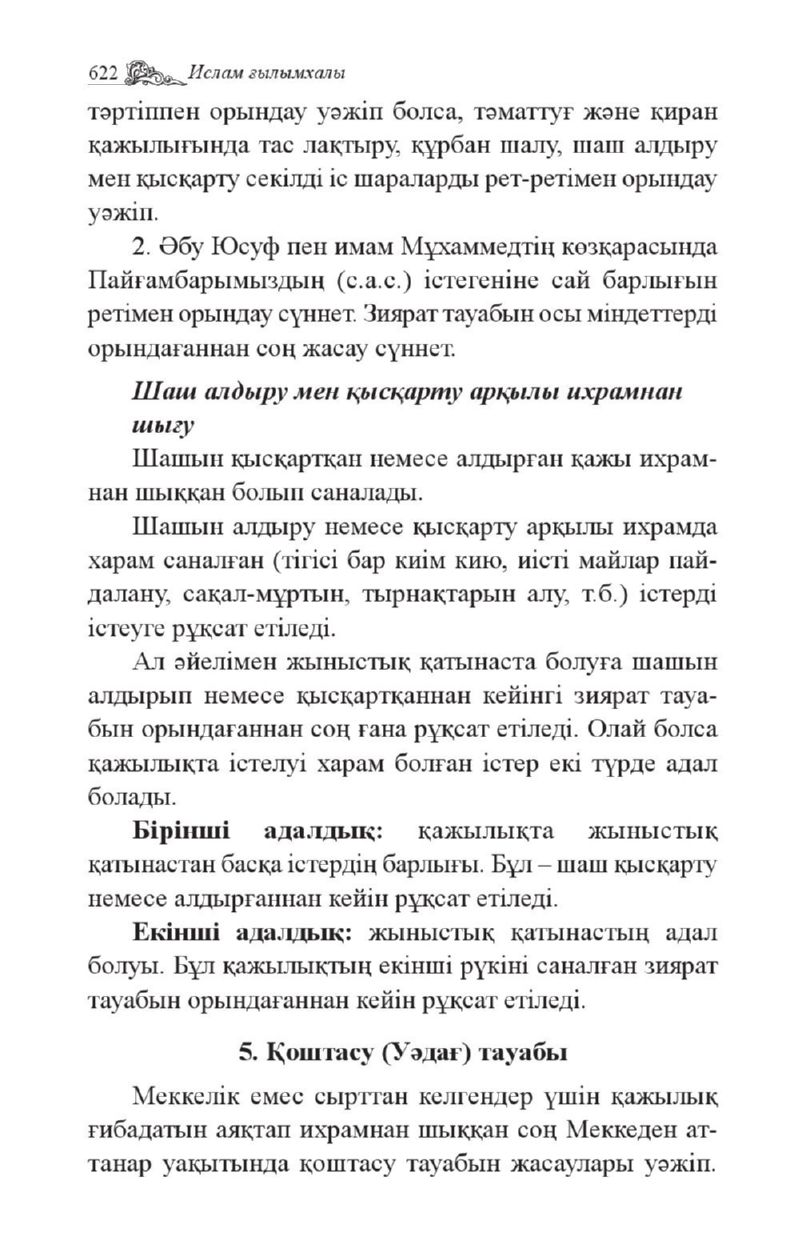 622 Ислам ғылымхалы
тәртіппен орындау уәжіп болса, тәматтуғ және қиран
қажылығында тас лақтыру, құрбан шалу, шаш алдыру
мен қысқарту секілді іс шараларды рет-ретімен орындау
уәжіп.
2. Әбу Юсуф пен имам Мұхаммедтің көзқарасында
Пайғамбарымыздың (с.а.с.) істегеніне сай барлығын
ретімен орындау сүннет. Зиярат тауабын осы міндеттерді
орындағаннан соң жасау сүннет.
Шаш алдыру мен қысқарту арқылы ихрамнан
шығу
Шашын қысқартқан немесе алдырған қажы ихрам-
нан шыққан болып саналады.
Шашын алдыру немесе қысқарту арқылы ихрамда
харам саналған (тігісі бар киім кию, иісті майлар пай-
далану, сақал-мұртын, тырнақтарын алу, т.б.) істерді
істеуге рұқсат етіледі.
Ал әйелімен жыныстық қатынаста болуға шашын
алдырып немесе қысқартқаннан кейінгі зиярат тауа-
бын орындағаннан соң ғана рұқсат етіледі. Олай болса
қажылықта істелуі харам болған істер екі түрде адал
болады.
Бірінші адалдық: қажылықта жыныстық
қатынастан басқа істердің барлығы. Бұл – шаш қысқарту
немесе алдырғаннан кейін рұқсат етіледі.
Екінші адалдық: жыныстық қатынастың адал
болуы. Бұл қажылықтың екінші рүкіні саналған зиярат
тауабын орындағаннан кейін рұқсат етіледі.
5. Қоштасу (Уәдағ) тауабы
Меккелік емес сырттан келгендер үшін қажылық
ғибадатын аяқтап ихрамнан шыққан соң Меккеден ат-
танар уақытында қоштасу тауабын жасаулары уәжіп.